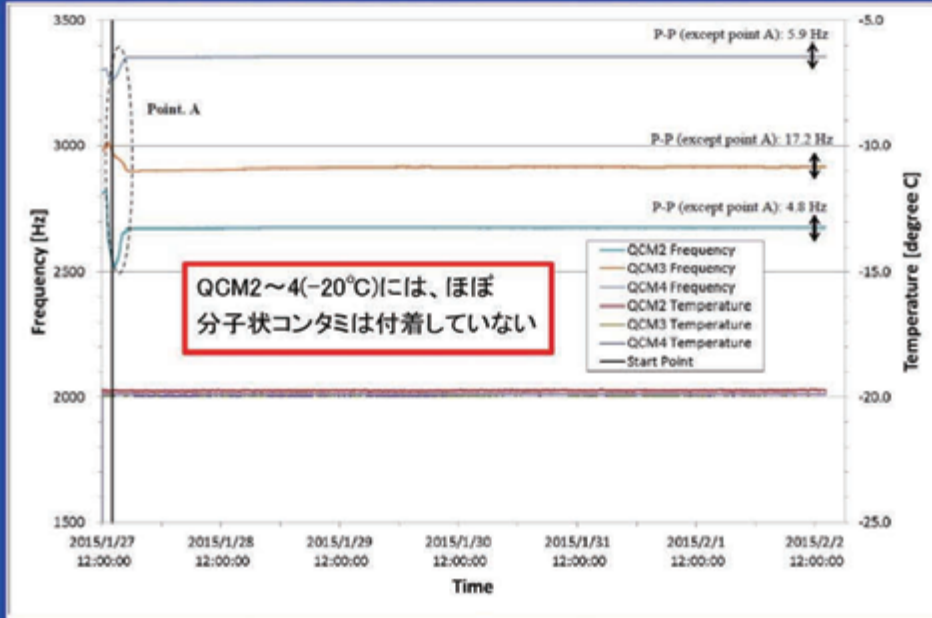 3500
3000
2500
2000
1500
Frequency [Hz]
-5.0
-10.0
-15.0
-20.0
-25.0
Temperature [degree C]
P-P (except point A): 5.9 Hz
Point. A
P-P (except point A): 17.2 Hz
P-P (except point A): 4.8 Hz
QCM2～4(-20℃)には、ほぼ
分子状コンタミは付着していない
QCM2 Frequency
QCM3 Frequency
QCM4 Frequency
QCM2 Temperature
QCM3 Temperature
QCM4 Temperature
Start Point
2015/1/27
12:00:00
2015/1/28
12:00:00
2015/1/29
12:00:00
2015/1/30
12:00:00
2015/1/31
12:00:00
2015/2/1
12:00:00
2015/2/2
12:00:00
Time